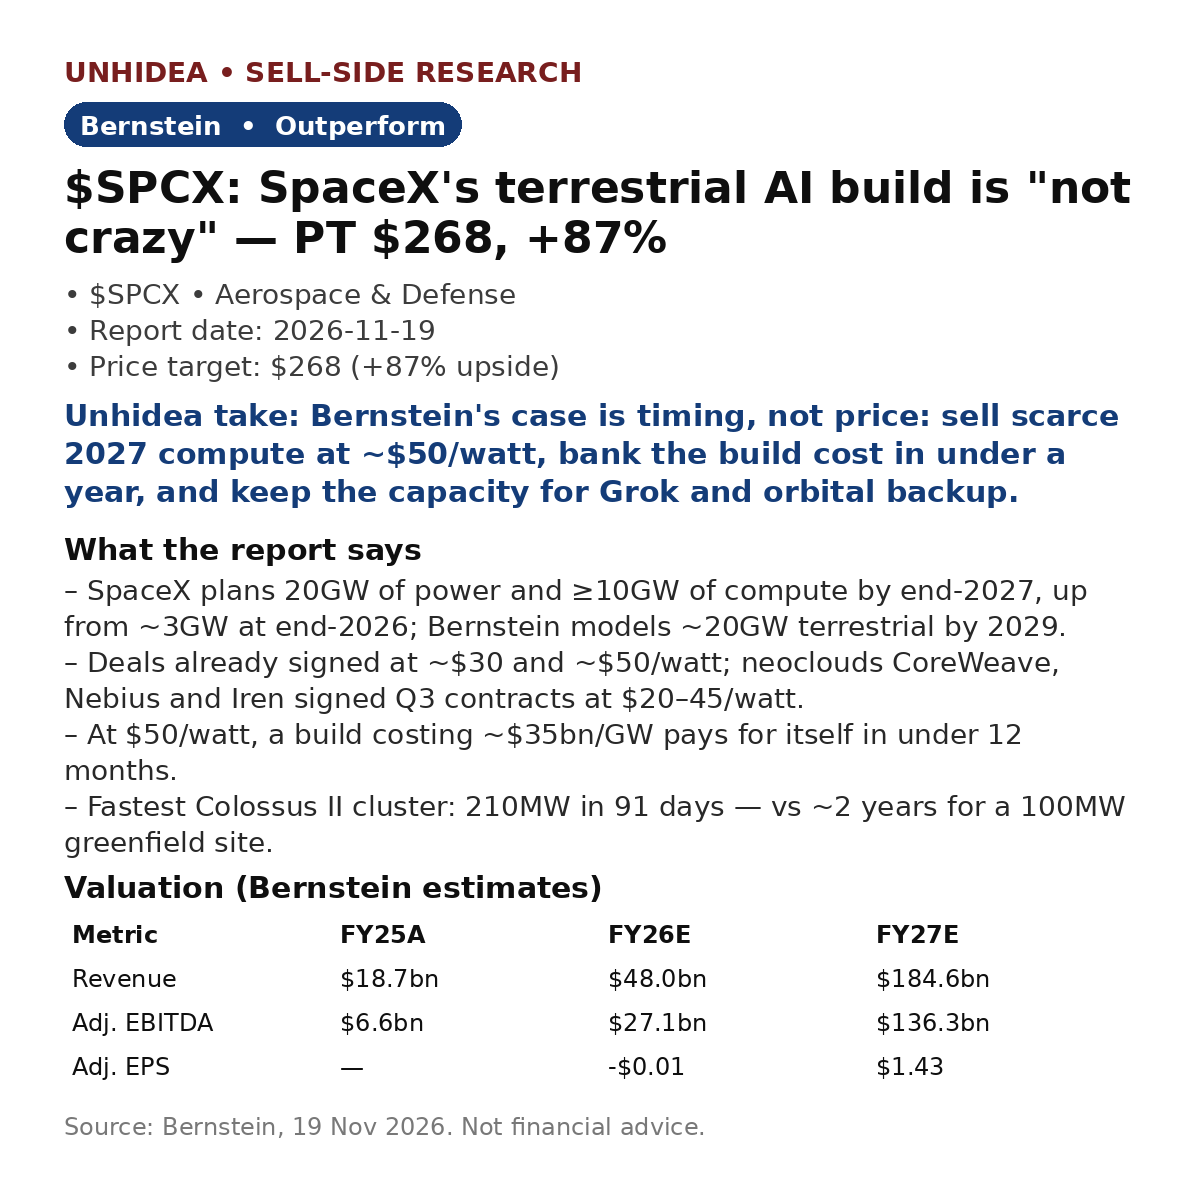 UNHIDEA • SELL-SIDE RESEARCH
Bernstein • Outperform
$SPCX: SpaceX's terrestrial AI build is "not
crazy" — PT $268, +87%
• $SPCX • Aerospace & Defense
• Report date: 2026-11-19
• Price target: $268 (+87% upside)
Unhidea take: Bernstein's case is timing, not price: sell scarce
2027 compute at ~$50/watt, bank the build cost in under a
year, and keep the capacity for Grok and orbital backup.
What the report says
– SpaceX plans 20GW of power and ≥10GW of compute by end-2027, up
from ~3GW at end-2026; Bernstein models ~20GW terrestrial by 2029.
– Deals already signed at ~$30 and ~$50/watt; neoclouds CoreWeave,
Nebius and Iren signed Q3 contracts at $20–45/watt.
– At $50/watt, a build costing ~$35bn/GW pays for itself in under 12
months.
– Fastest Colossus II cluster: 210MW in 91 days — vs ~2 years for a 100MW
greenfield site.
Valuation (Bernstein estimates)
Metric FY25A FY26E FY27E
Revenue $18.7bn $48.0bn $184.6bn
Adj. EBITDA $6.6bn $27.1bn $136.3bn
Adj. EPS — -$0.01 $1.43
Source: Bernstein, 19 Nov 2026. Not financial advice.